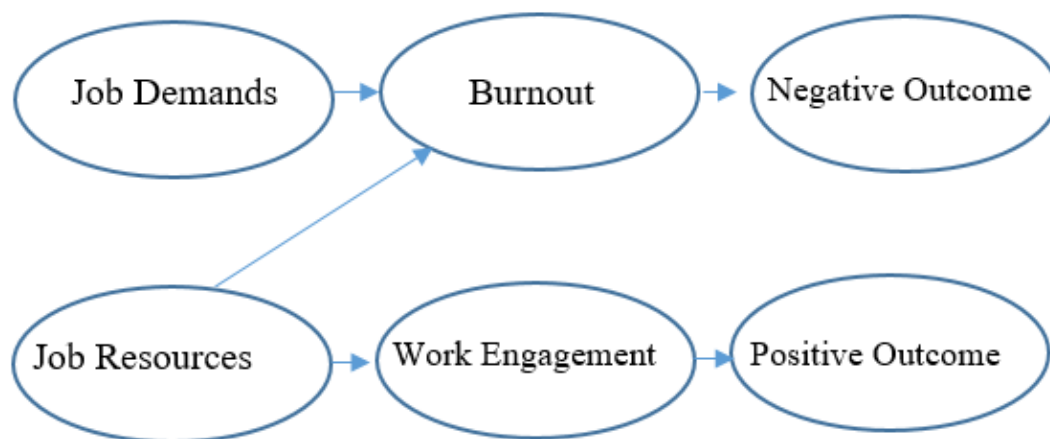 Job Demands
Burnout
Negative Outcome
Job Resources
Work Engagement
Positive Outcome